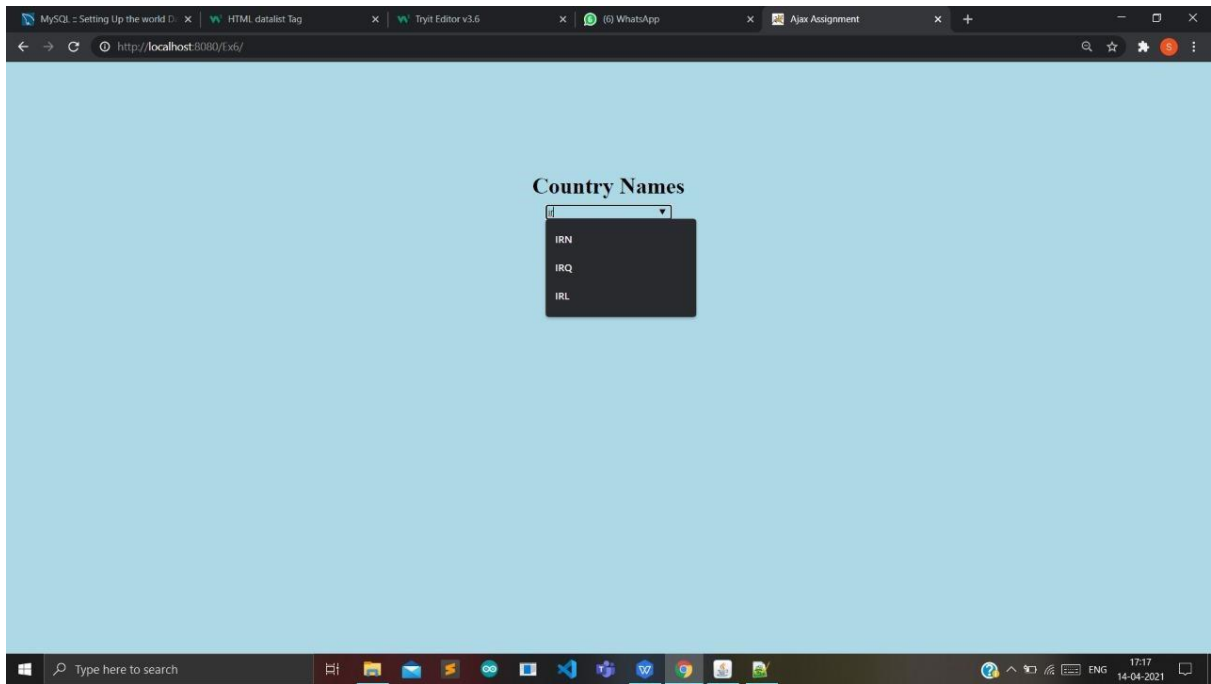 MySQL :: Setting Up the world D
HTML datalist Tag
Tryit Editor v3.6
(6) WhatsApp
Ajax Assignment
http://localhost:8080/Ex6/
S
Country Names
ir
IRN
IRQ
IRL
Type here to search
ENG
17:17
14-04-2021